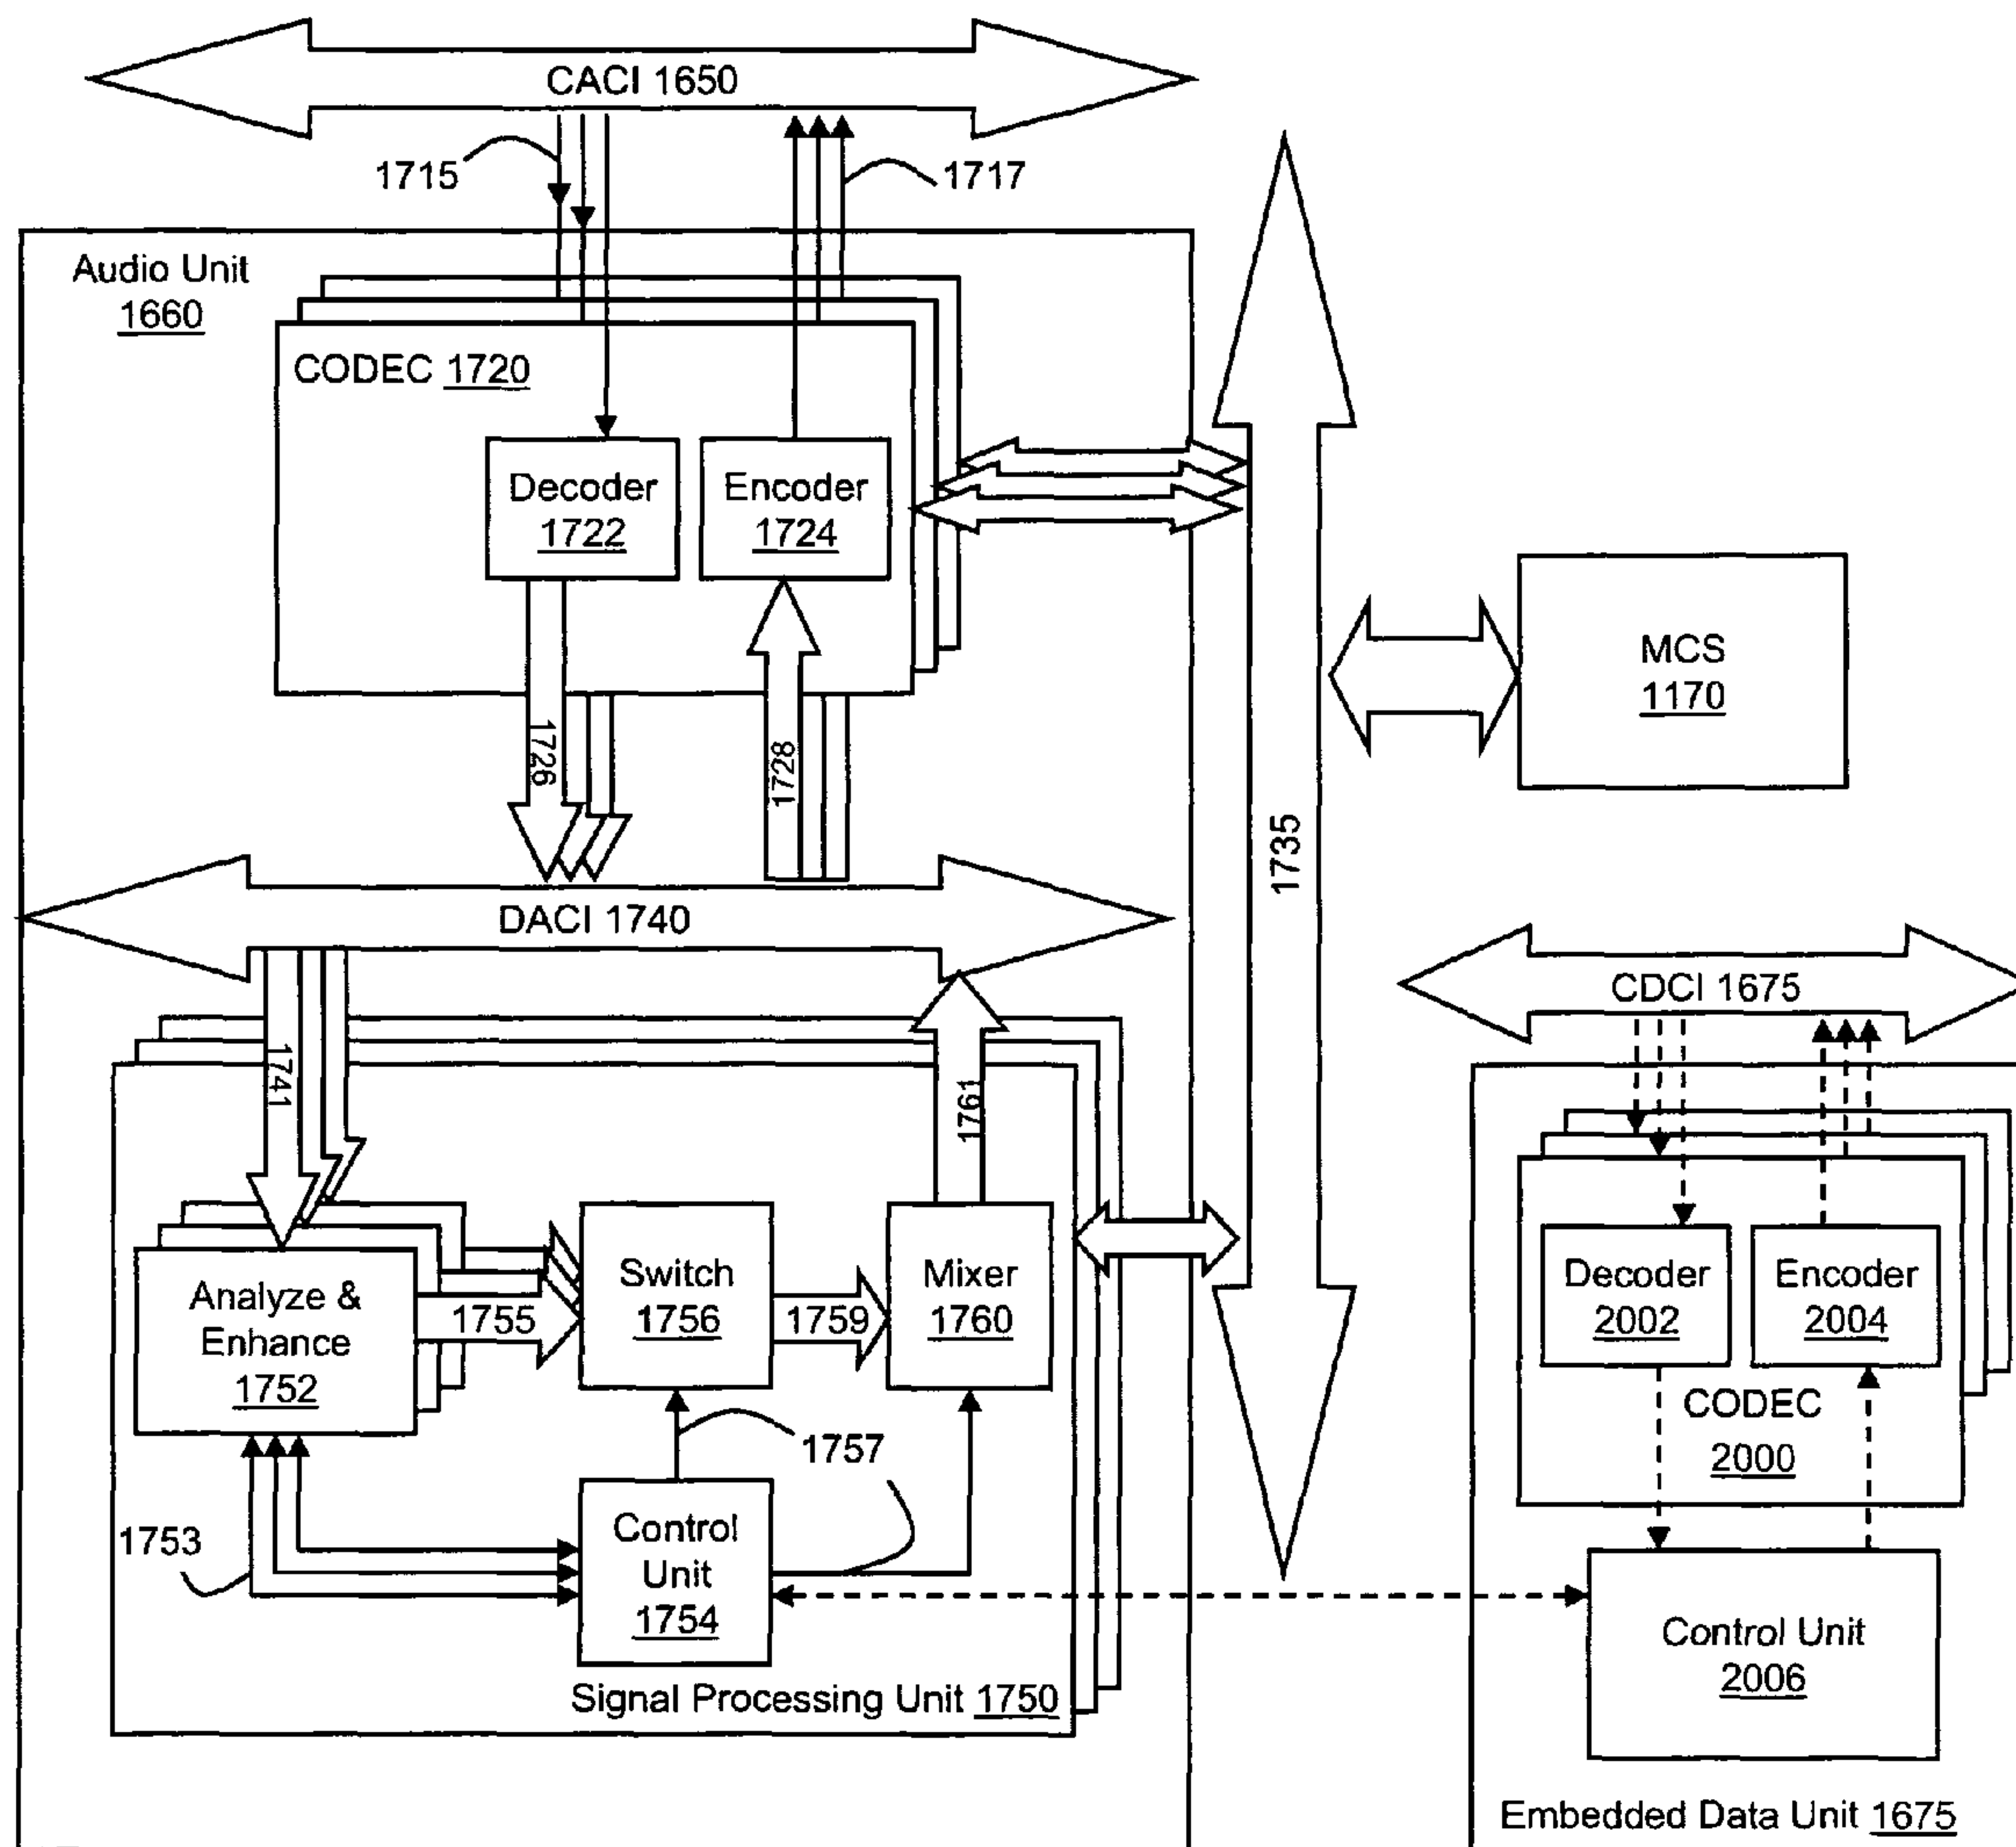 CACI 1650
1715
1717
Audio Unit
1660
CODEC 1720
Decoder
1722
Encoder
1724
MCS
1170
1726
1728
1735
DACI 1740
CDCI 1675
1741
1761
Decoder
2002
Encoder
2004
CODEC
2000
Analyze &
Enhance
1752
1755
Switch
1756
1759
Mixer
1760
1757
1753
Control
Unit
1754
Control Unit
2006
Signal Processing Unit 1750
Embedded Data Unit 1675